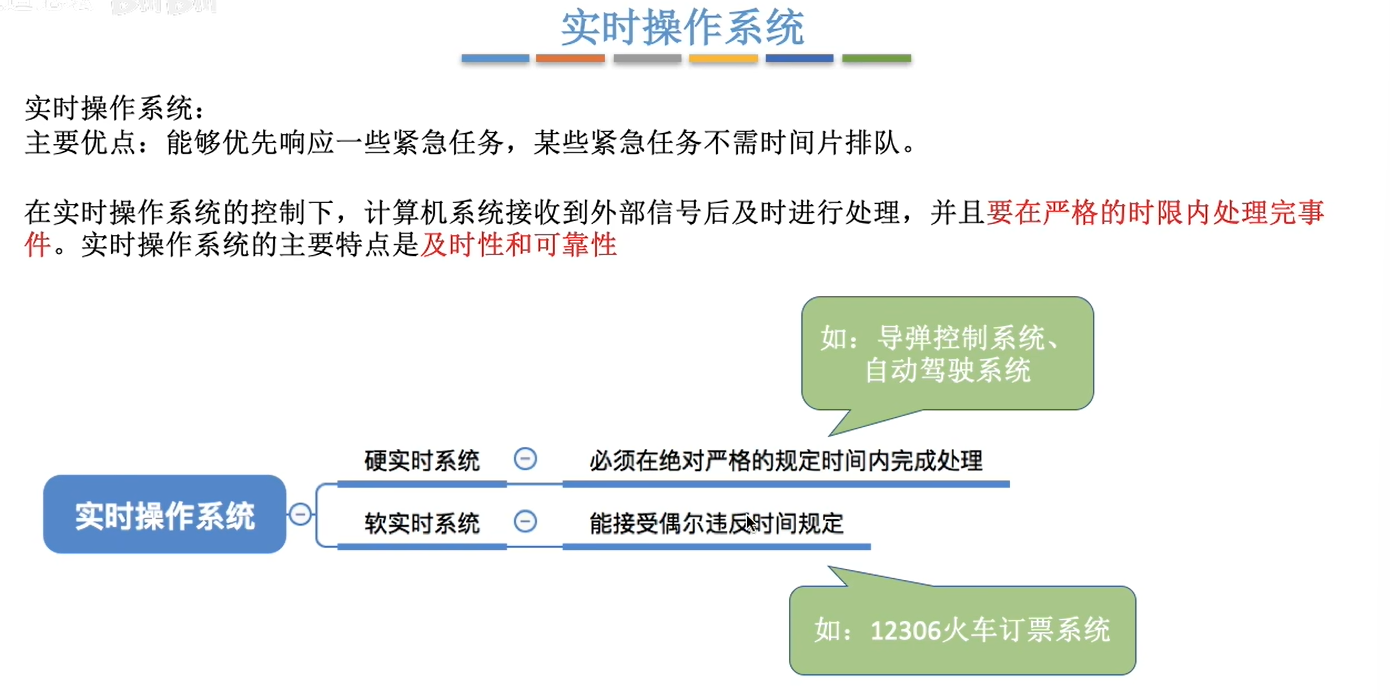 实时操作系统
实时操作系统：
主要优点：能够优先响应一些紧急任务，某些紧急任务不需时间片排队。
在实时操作系统的控制下，计算机系统接收到外部信号后及时进行处理，并且要在严格的时限内处理完事
件。实时操作系统的主要特点是及时性和可靠性
如：导弹控制系统、
自动驾驶系统
硬实时系统
必须在绝对严格的规定时间内完成处理
实时操作系统
软实时系统
能接受偶尔违反时间规定
如：12306火车订票系统